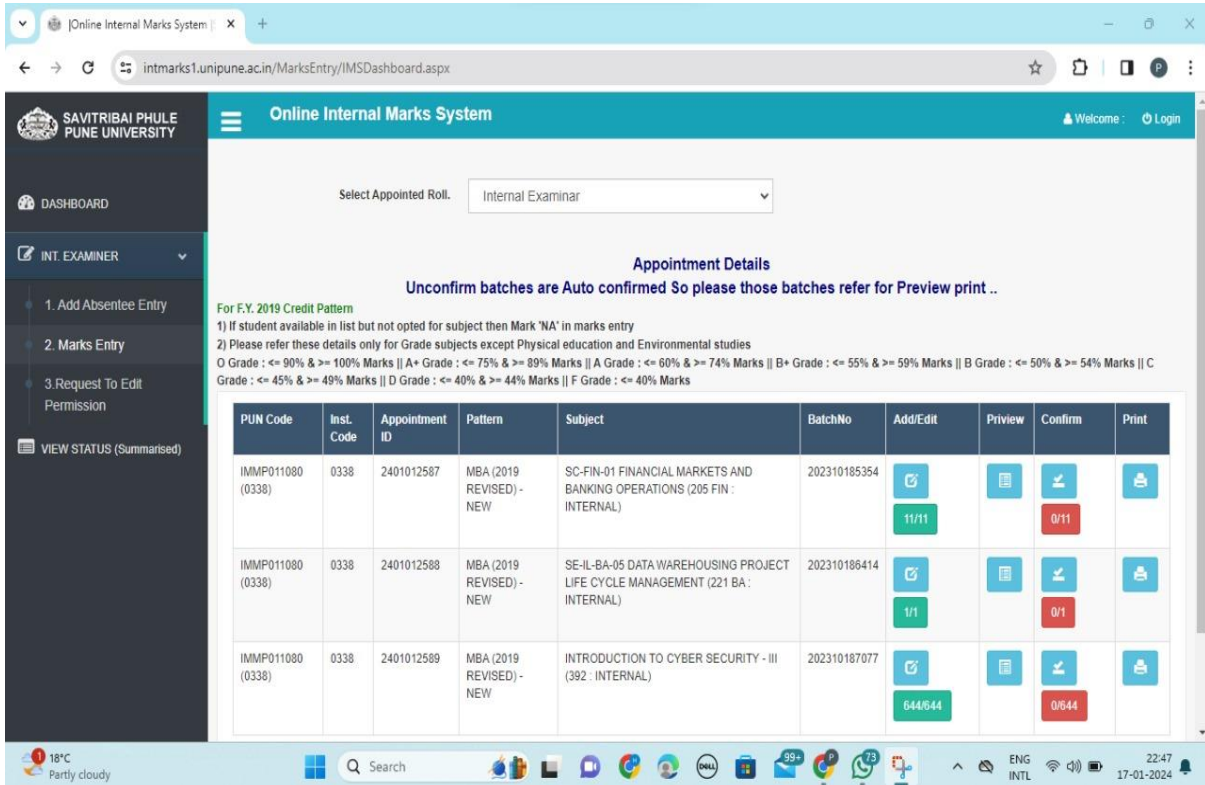 |Online Internal Marks System |
intmarks1.unipune.ac.in/MarksEntry/IMSDashboard.aspx
P
SAVITRIBAI PHULE
PUNE UNIVERSITY
Online Internal Marks System
Welcome : Login
DASHBOARD
INT. EXAMINER
1. Add Absentee Entry
2. Marks Entry
3.Request To Edit
Permission
VIEW STATUS (Summarised)
Select Appointed Roll. Internal Examinar
Appointment Details
Unconfirm batches are Auto confirmed So please those batches refer for Preview print ..
For F.Y. 2019 Credit Pattern
1) If student available in list but not opted for subject then Mark 'NA' in marks entry
2) Please refer these details only for Grade subjects except Physical education and Environmental studies
O Grade : <= 90% & >= 100% Marks || A+ Grade : <= 75% & >= 89% Marks || A Grade : <= 60% & >= 74% Marks || B+ Grade : <= 55% & >= 59% Marks || B Grade : <= 50% & >= 54% Marks || C
Grade : <= 45% & >= 49% Marks || D Grade : <= 40% & >= 44% Marks || F Grade : <= 40% Marks
PUN Code Inst. Appointment Pattern Subject BatchNo Add/Edit Priview Confirm Print
Code ID
IMMP011080 0338 2401012587 MBA (2019 SC-FIN-01 FINANCIAL MARKETS AND 202310185354
(0338) REVISED) - BANKING OPERATIONS (205 FIN :
NEW INTERNAL)
11/11 0/11
IMMP011080 0338 2401012588 MBA (2019 SE-IL-BA-05 DATA WAREHOUSING PROJECT 202310186414
(0338) REVISED) - LIFE CYCLE MANAGEMENT (221 BA :
NEW INTERNAL)
1/1 0/1
IMMP011080 0338 2401012589 MBA (2019 INTRODUCTION TO CYBER SECURITY - III 202310187077
(0338) REVISED) - (392 : INTERNAL)
NEW
644/644 0/644
1 18°C
Partly cloudy
Search
DELL
99+
P
73
ENG
INTL
22:47
17-01-2024